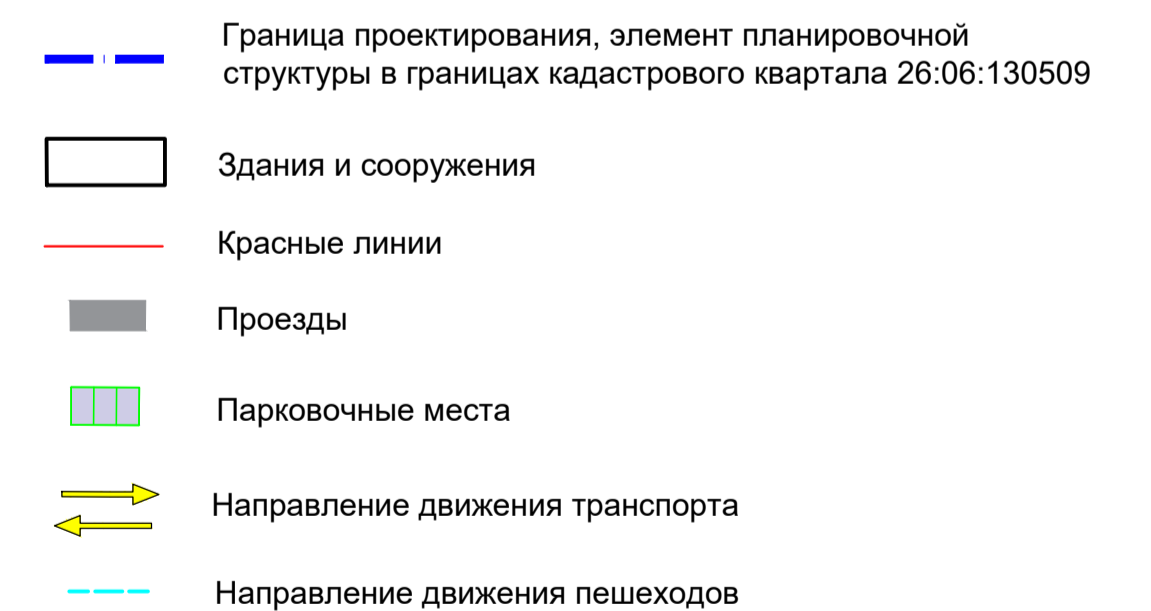 Граница проектирования, элемент планировочной
структуры в границах кадастрового квартала 26:06:130509
Здания и сооружения
Красные линии
Проезды
Парковочные места
Направление движения транспорта
Направление движения пешеходов